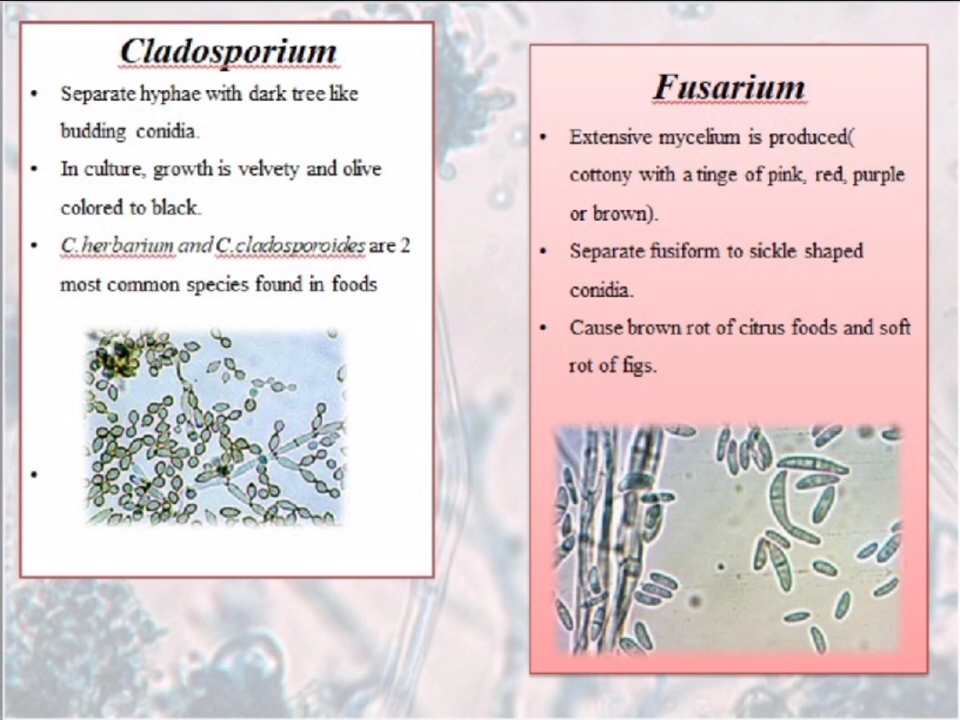 Cladosporium
• Separate hyphae with dark tree like
budding conidia.
• In culture, growth is velvety and olive
colored to black.
• C.herbarium and C.cladosporoides are 2
most common species found in foods
•
Fusarium
• Extensive mycelium is produced(
cottony with a tinge of pink, red, purple
or brown).
• Separate fusiform to sickle shaped
conidia.
• Cause brown rot of citrus foods and soft
rot of figs.